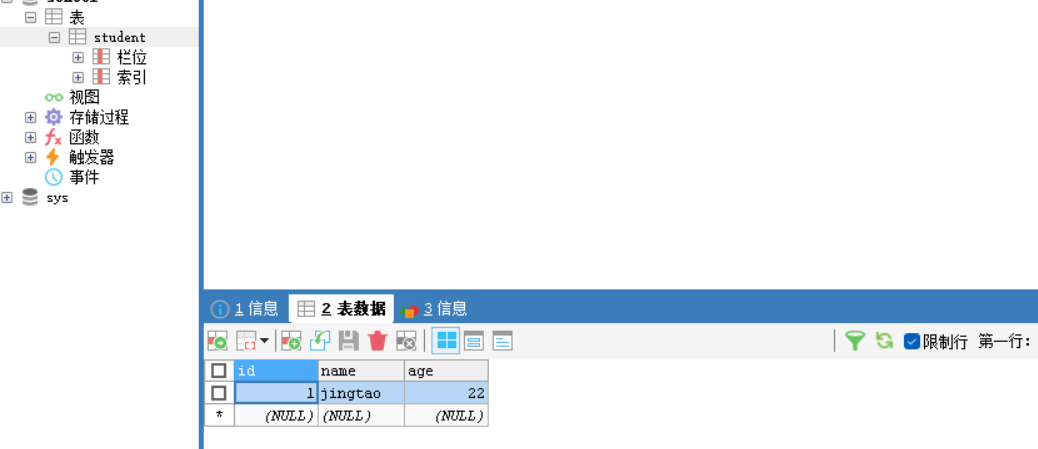 school
表
student
栏位
索引
视图
存储过程
函数
触发器
事件
sys
1 信息 2 表数据 3 信息
限制行 第一行:
id name age
1 jingtao 22
* (NULL) (NULL) (NULL)